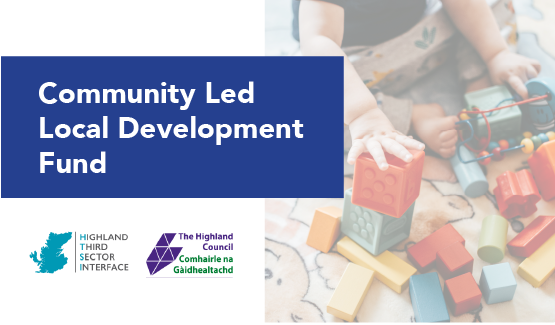 Community Led
Local Development
Fund
HIGHLAND
THIRD
SECTOR
INTERFACE
The Highland
Council
Comhairle na
Gàidhealtachd